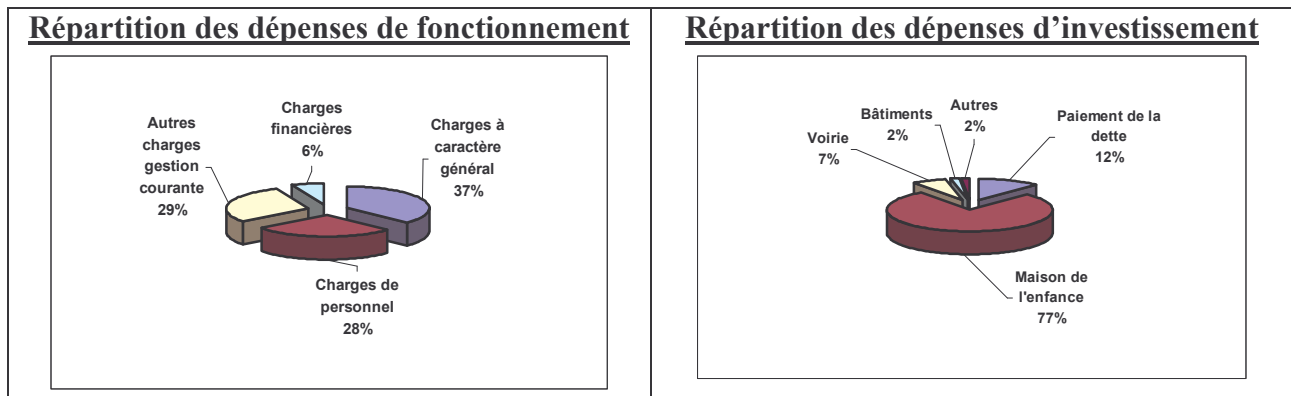 Répartition des dépenses de fonctionnement
Charges
financières
6%
Autres
charges
gestion
courante
29%
Charges à
caractère
général
37%
Charges de
personnel
28%
Répartition des dépenses d'investissement
Bâtiments
2%
Autres
2%
Voirie
7%
Paiement de la
dette
12%
Maison de
l'enfance
77%